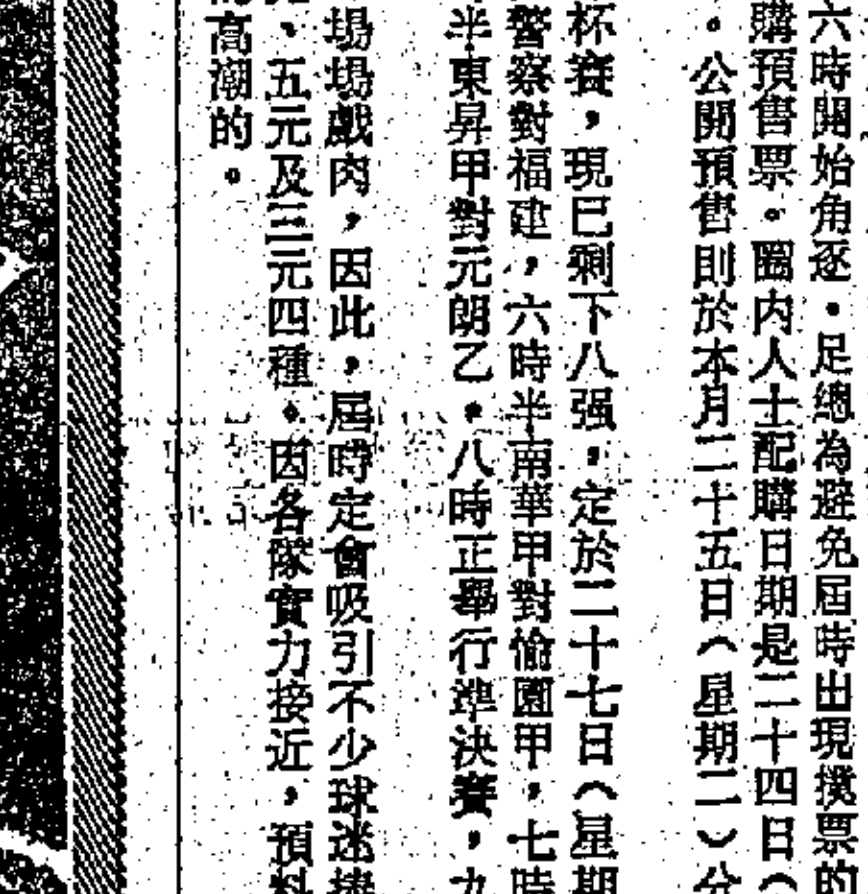 六時開始角逐。足總為避免屆時出現撲票的
購預售票。圈内人士配購日期是二十四日（
。公開預售則於本月二十五日（星期二）分
杯賽，現已剩下八强，定於二十七日（星期
警察對福建，六時半南華甲對愉園甲，七時
半東昇甲對元朗乙。八時正舉行準決賽，九
場場戲肉，因此，屆時定會吸引不少球迷捧
、五元及三元四種。因各隊實力接近，預料
高潮的。